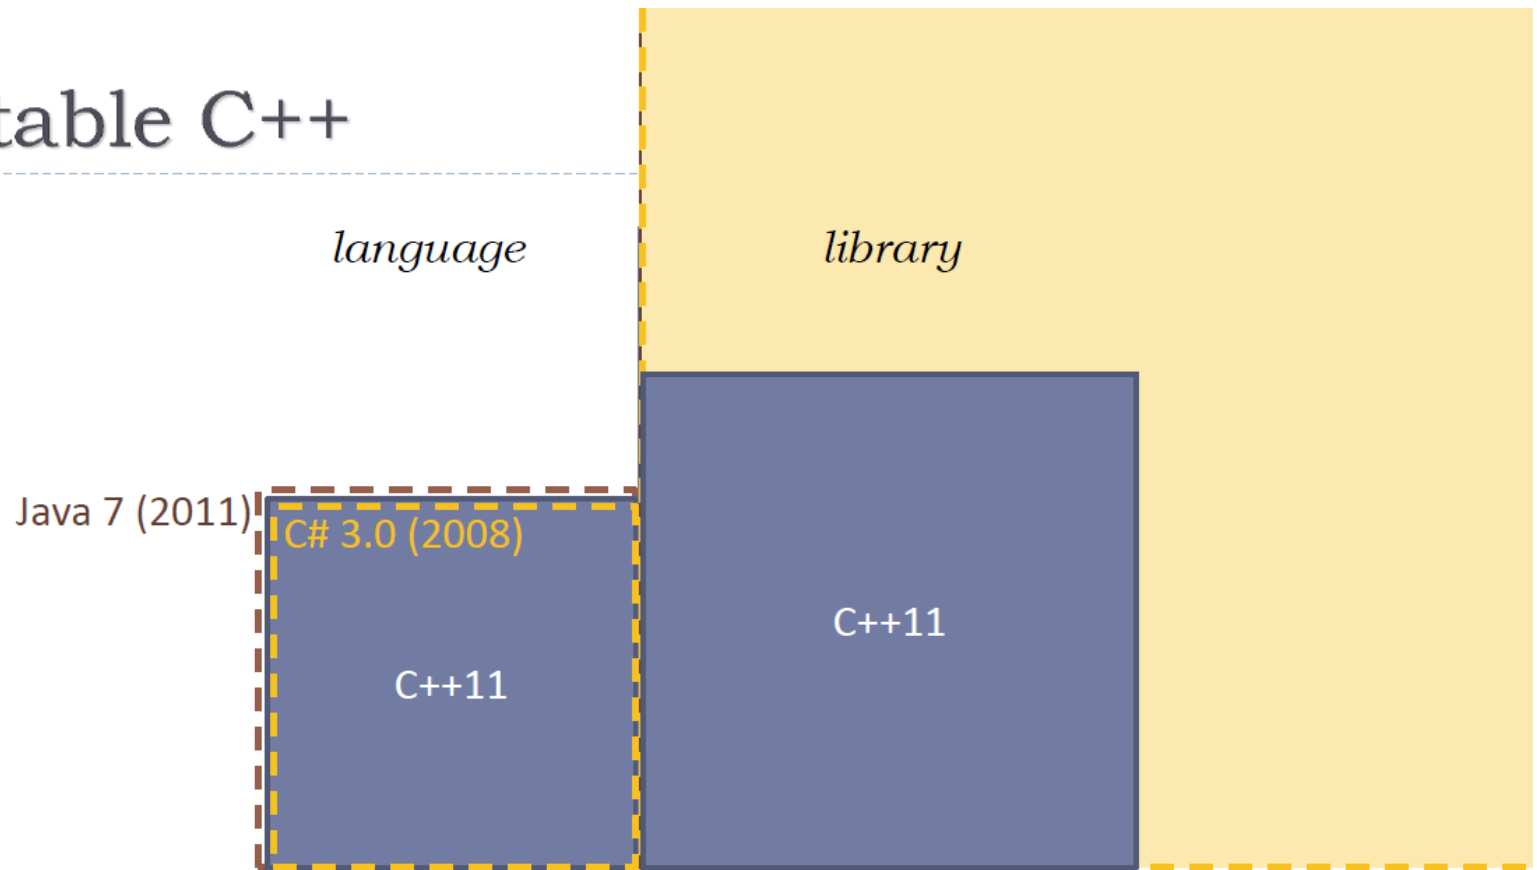 table C++
language
library
Java 7 (2011)
C# 3.0 (2008)
C++11
C++11